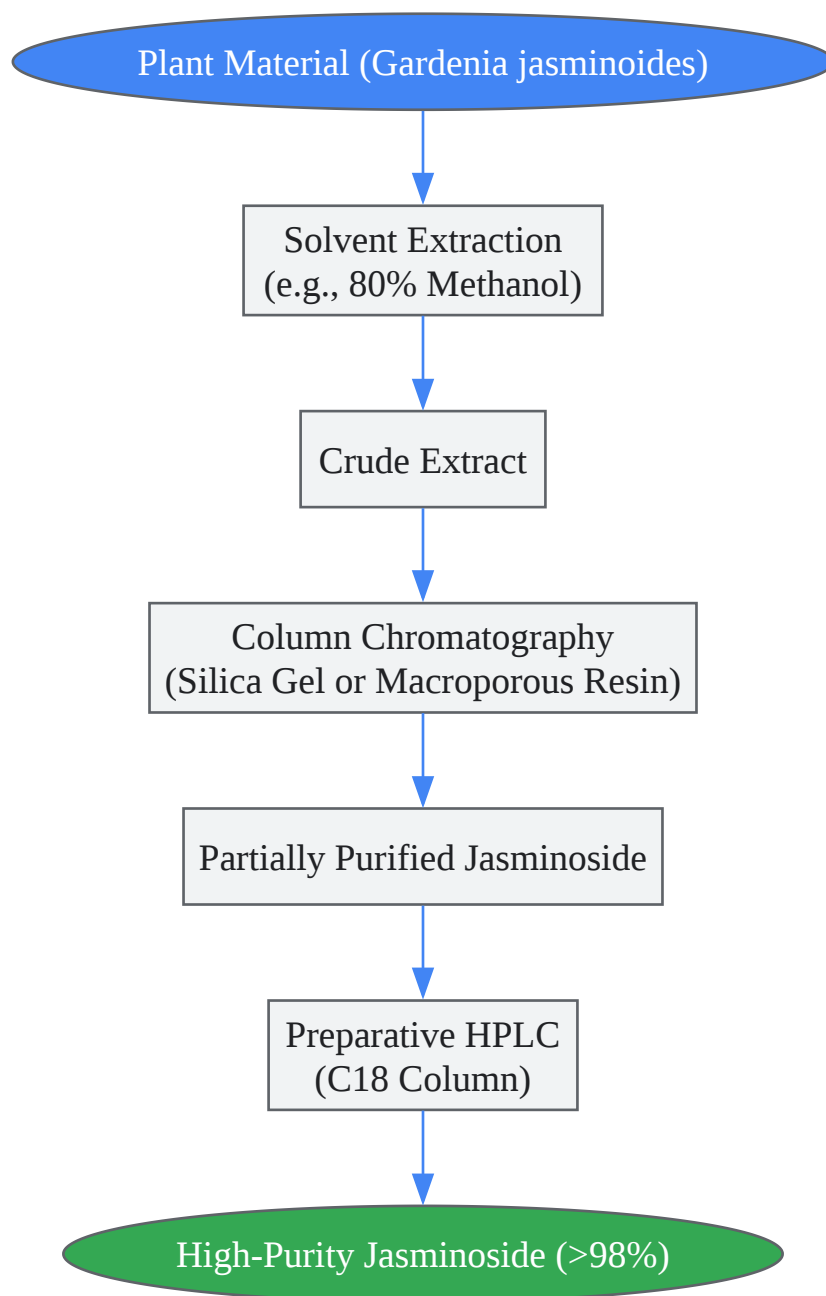 Plant Material (Gardenia jasminoides)
Solvent Extraction
(e.g., 80% Methanol)
Crude Extract
Column Chromatography
(Silica Gel or Macroporous Resin)
Partially Purified Jasminoside
Preparative HPLC
(C18 Column)
High-Purity Jasminoside (>98%)